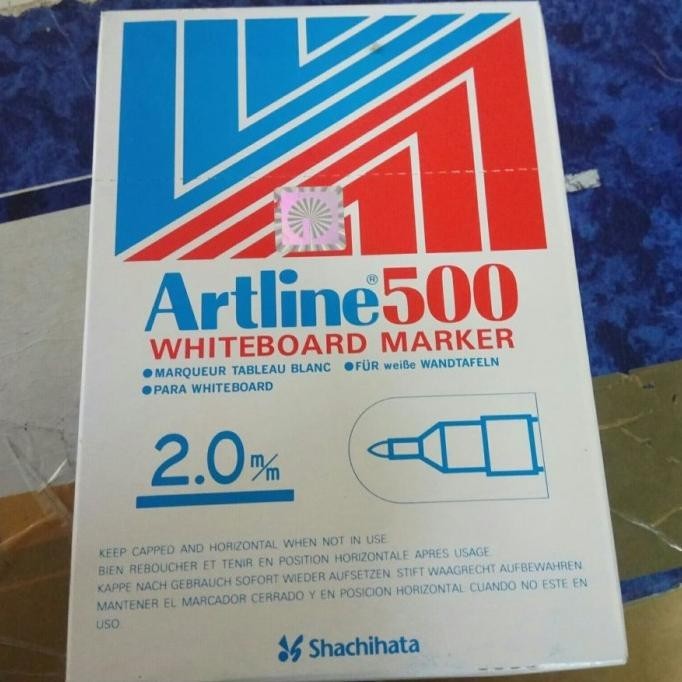 Artline® 500
WHITEBOARD MARKER
●MARQUEUR TABLEAU BLANC ●FÜR weiße WANDTAFELN
●PARA WHITEBOARD
2.0 m/m
KEEP CAPPED AND HORIZONTAL WHEN NOT IN USE.
BIEN REBOUCHER ET TENIR EN POSITION HORIZONTALE APRES USAGE.
KAPPE NACH GEBRAUCH SOFORT WIEDER AUFSETZEN. STIFT WAAGRECHT AUFBEWAHREN.
MANTENER EL MARCADOR CERRADO Y EN POSICION HORIZONTAL CUANDO NO ESTE EN
USO.
Shachihata